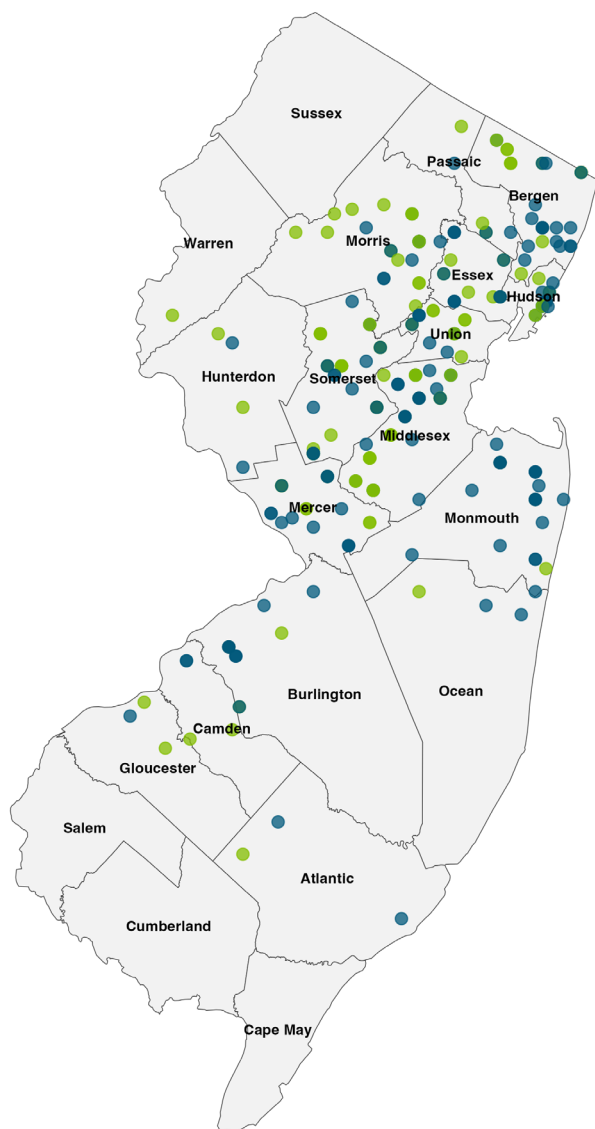 Sussex
Passaic
Bergen
Warren
Morris
Essex
Hudson
Union
Hunterdon
Somerset
Middlesex
Mercer
Monmouth
Burlington
Ocean
Camden
Gloucester
Salem
Atlantic
Cumberland
Cape May